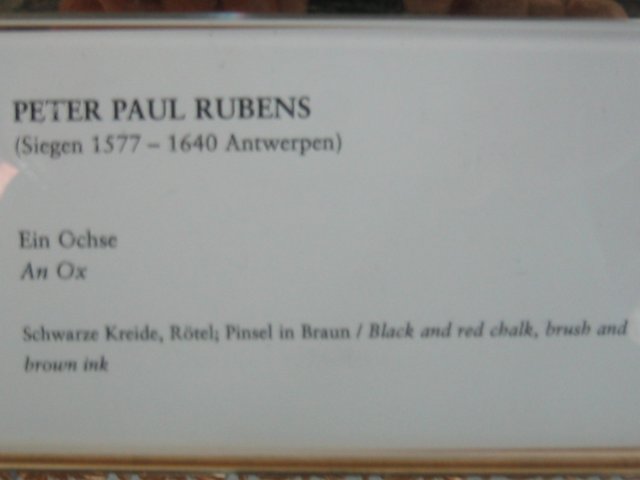 PETER PAUL RUBENS
(Siegen 1577 – 1640 Antwerpen)
Ein Ochse
An Ox
Schwarze Kreide, Rötel; Pinsel in Braun / Black and red chalk, brush and
brown ink